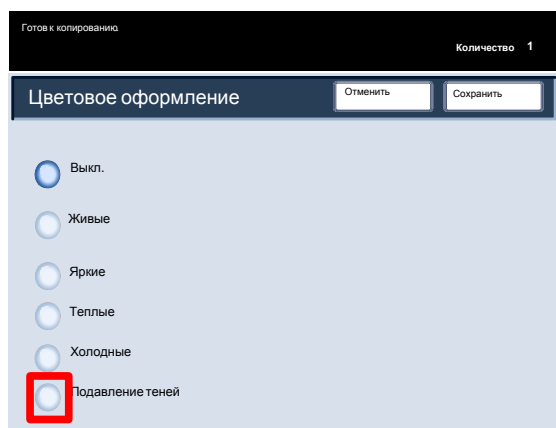 Готов к копированию.
Количество 1
Цветовое оформление
Отменить
Сохранить
Выкл.
Живые
Яркие
Теплые
Холодные
Подавление теней